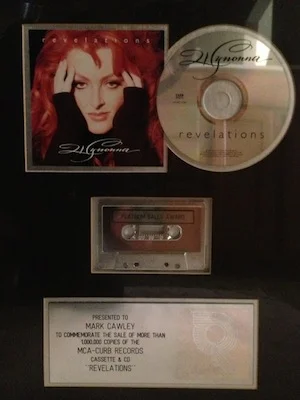 revelations
Wynonna
Wynonna
revelations
PRESENTED TO
MARK CAWLEY
TO COMMEMORATE THE SALE OF MORE THAN
1,000,000 COPIES OF THE
MCA-CURB RECORDS
CASSETTE & CD
"REVELATIONS"